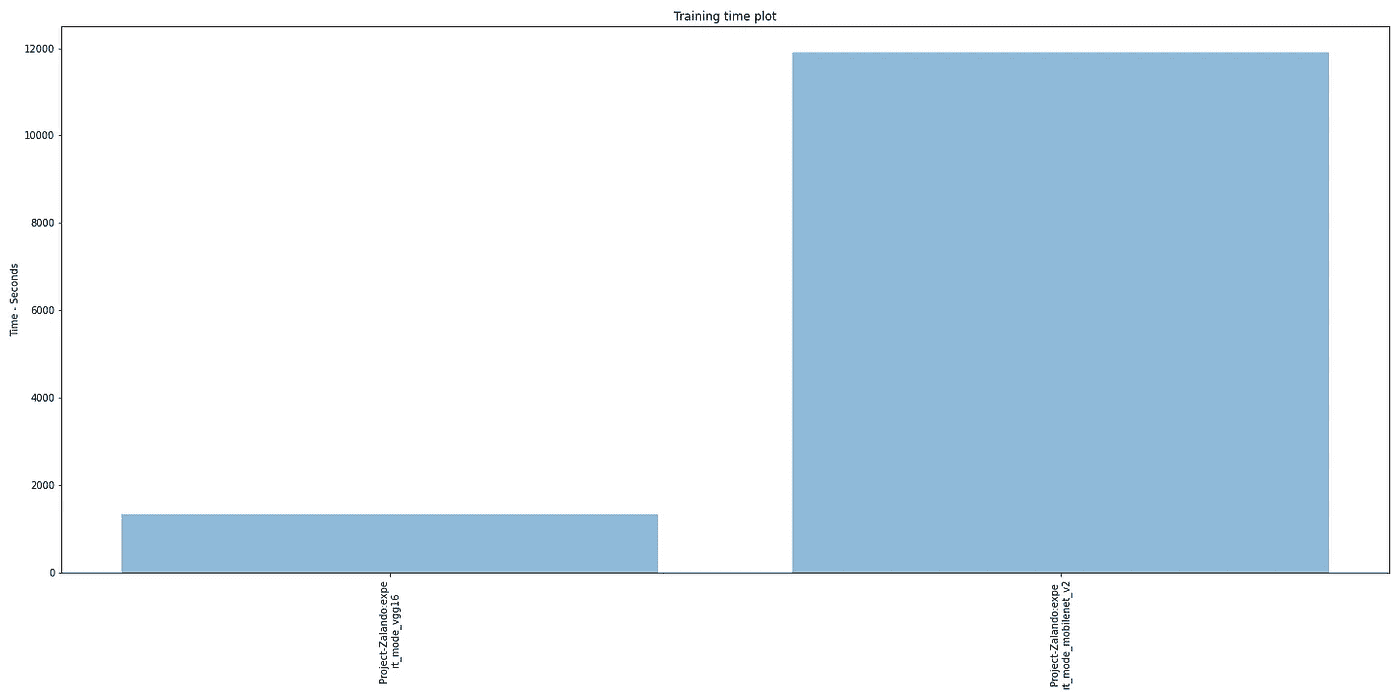 Training time plot
12000
10000
8000
6000
4000
2000
0
Time - Seconds
Project-Zalando:expe
rt_mode_vgg16
Project-Zalando:expe
rt_mode_mobilenet_v2